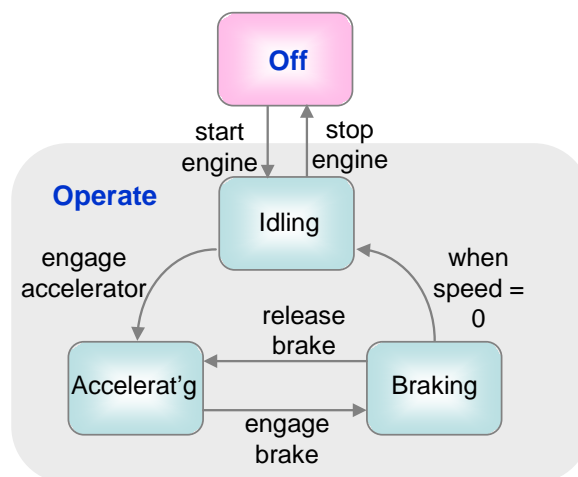 Off
start
engine
stop
engine
Operate
Idling
engage
accelerator
when
speed =
0
release
brake
Accelerat'g
Braking
engage
brake